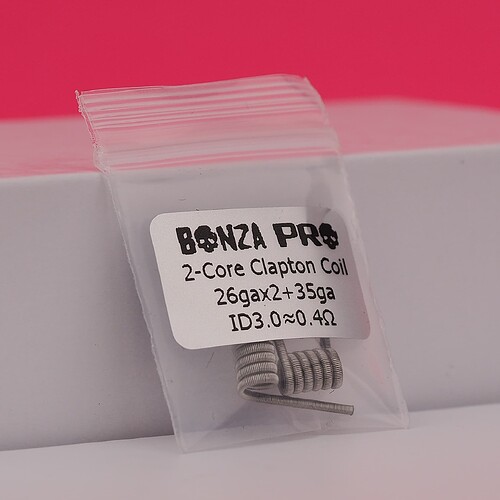 BONZA PRO
2-Core Clapton Coil
26gax2+35ga
ID3.0≈0.4Ω